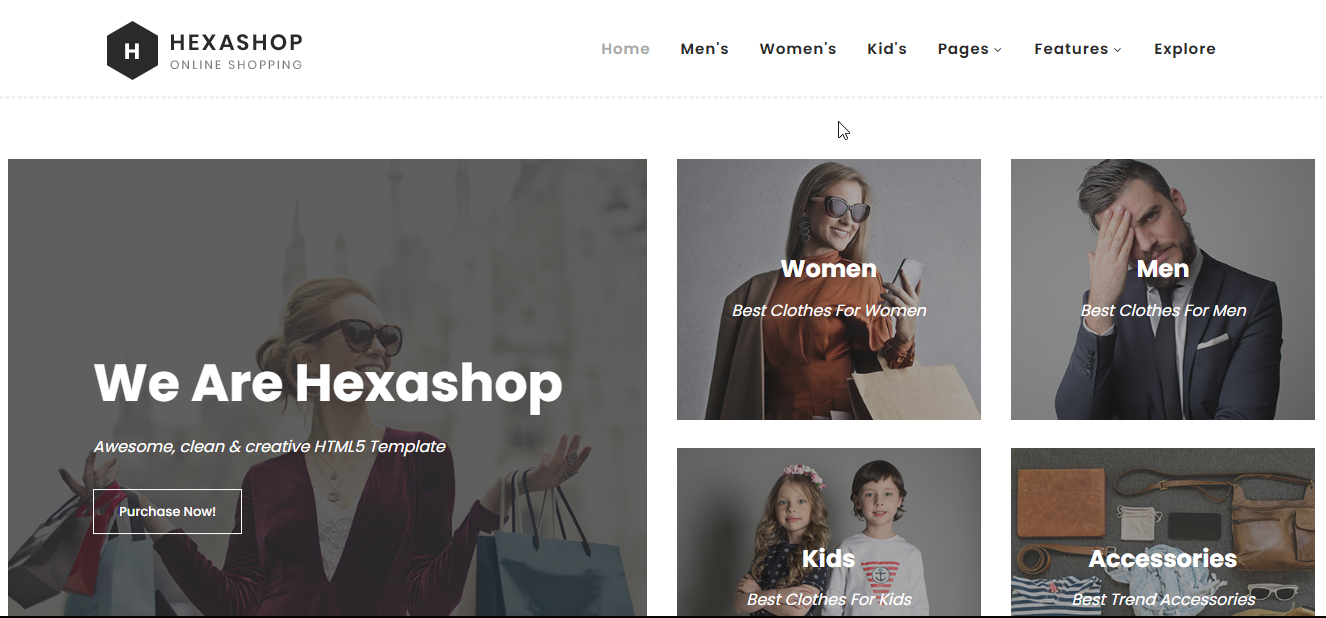 H
HEXASHOP
ONLINE SHOPPING
Home Men's Women's Kid's Pages Features Explore
We Are Hexashop
Awesome, clean & creative HTML5 Template
Purchase Now!
Women
Best Clothes For Women
Men
Best Clothes For Men
Kids
Best Clothes For Kids
Accessories
Best Trend Accessories